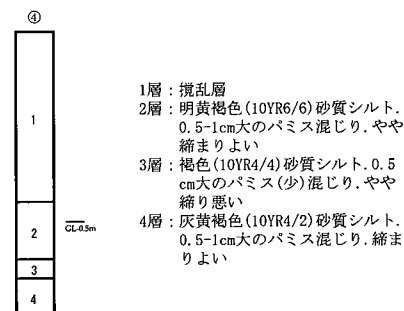 ④
1
2
3
4
GL-0.5m
1層：撹乱層
2層：明黄褐色(10YR6/6)砂質シルト.
0.5-1cm大のパミス混じり.やや
締まりよい
3層：褐色(10YR4/4)砂質シルト.0.5
cm大のパミス(少)混じり.やや
締り悪い
4層：灰黄褐色(10YR4/2)砂質シルト.
0.5-1cm大のパミス混じり.締ま
りよい